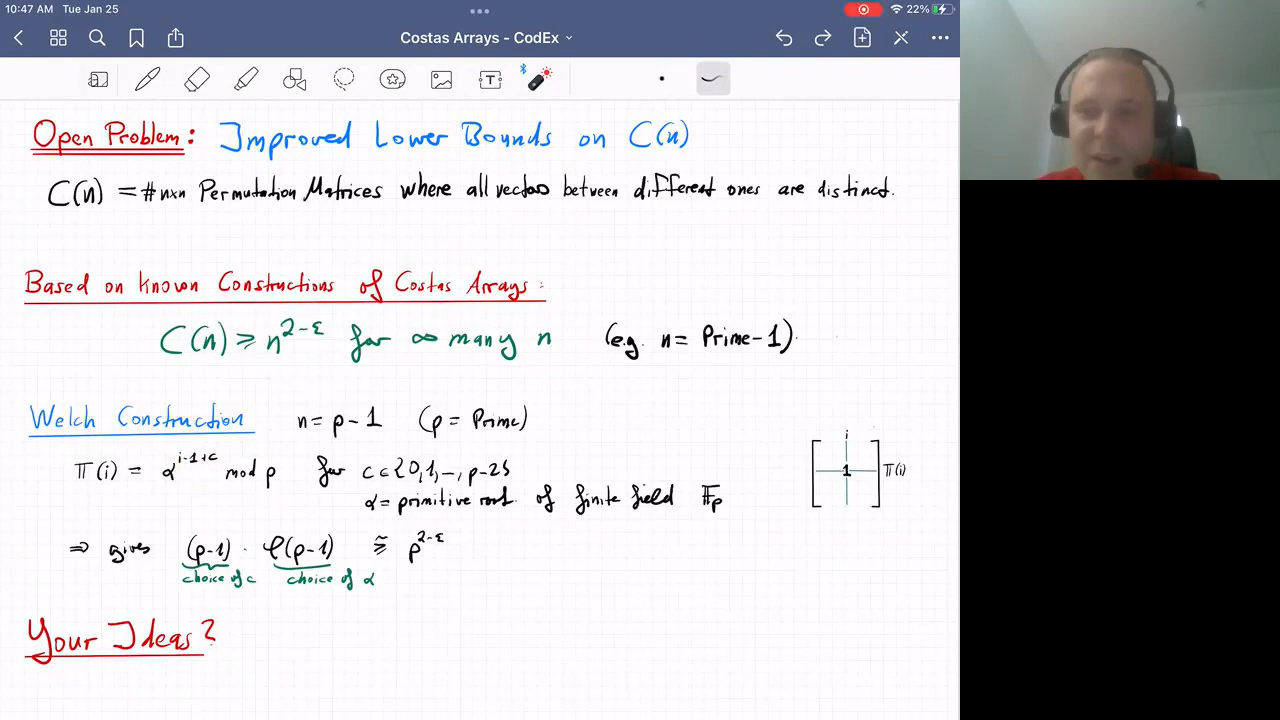 10:47 AM Tue Jan 25
22%
Costas Arrays - CodEx
T
Open Problem: Improved Lower Bounds on C(n)
C(n) = # n×n Permutation Matrices where all vectors between different ones are distinct.
Based on known Constructions of Costas Arrays:
C(n) ⩾ n^{2-ε} for ∞ many n (e.g. n = Prime-1)
Welch Construction n = p-1 (p = Prime)
π(i) = α^{i-1+c} mod p for c∈{0,1,–,p-2}
α = primitive root of finite field 𝔽_p
i
1 π(i)
⇒ gives (p-1) · φ(p-1) ⩾ p^{2-ε}
choice of c choice of α
Your Ideas?